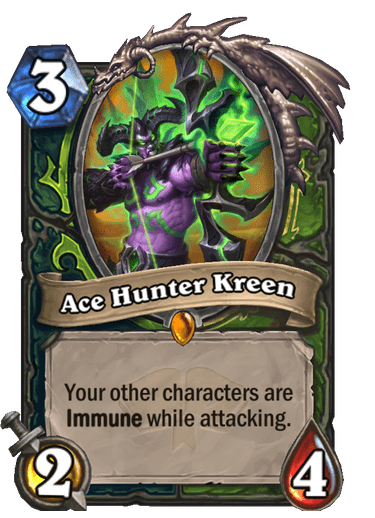 3
Ace Hunter Kreen
Your other characters are
Immune while attacking.
2
4